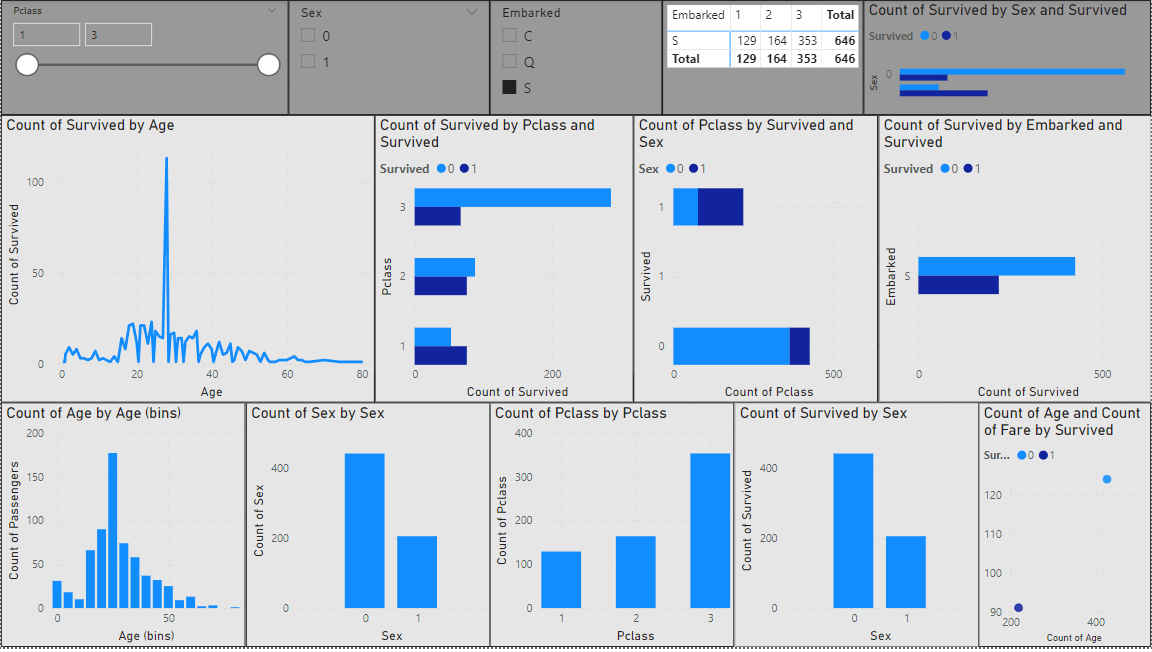 Pclass
1
3
Sex
0
1
Embarked
C
Q
S
Embarked 1 2 3 Total
S 129 164 353 646
Total 129 164 353 646
Count of Survived by Sex and Survived
Survived 0 1
0
Sex
Count of Survived by Age
100
50
0
0 20 40 60 80
Count of Survived
Age
Count of Survived by Pclass and
Survived
Survived 0 1
3
2
1
0 200
Pclass
Count of Survived
Count of Pclass by Survived and
Sex
Sex 0 1
1
1
0
0 500
Survived
Count of Pclass
Count of Survived by Embarked and
Survived
Survived 0 1
S
0 500
Embarked
Count of Survived
Count of Age by Age (bins)
200
150
100
50
0
0 50
Count of Passengers
Age (bins)
Count of Sex by Sex
400
200
0
0 1
Count of Sex
Sex
Count of Pclass by Pclass
400
300
200
100
0
1 2 3
Count of Pclass
Pclass
Count of Survived by Sex
400
200
0
0 1
Count of Survived
Sex
Count of Age and Count
of Fare by Survived
Sur... 0 1
120
110
100
90
200 400
Count of Age